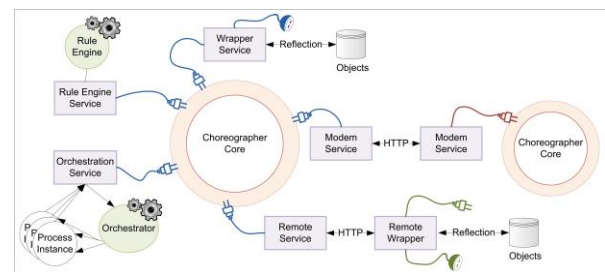 Rule
Engine
Rule Engine
Service
Wrapper
Service
Reflection
Objects
Choreographer
Core
Modem
Service
HTTP
Modem
Service
Choreographer
Core
Orchestration
Service
Orchestrator
P
I
P
I
Process
Instance
Remote
Service
HTTP
Remote
Wrapper
Reflection
Objects